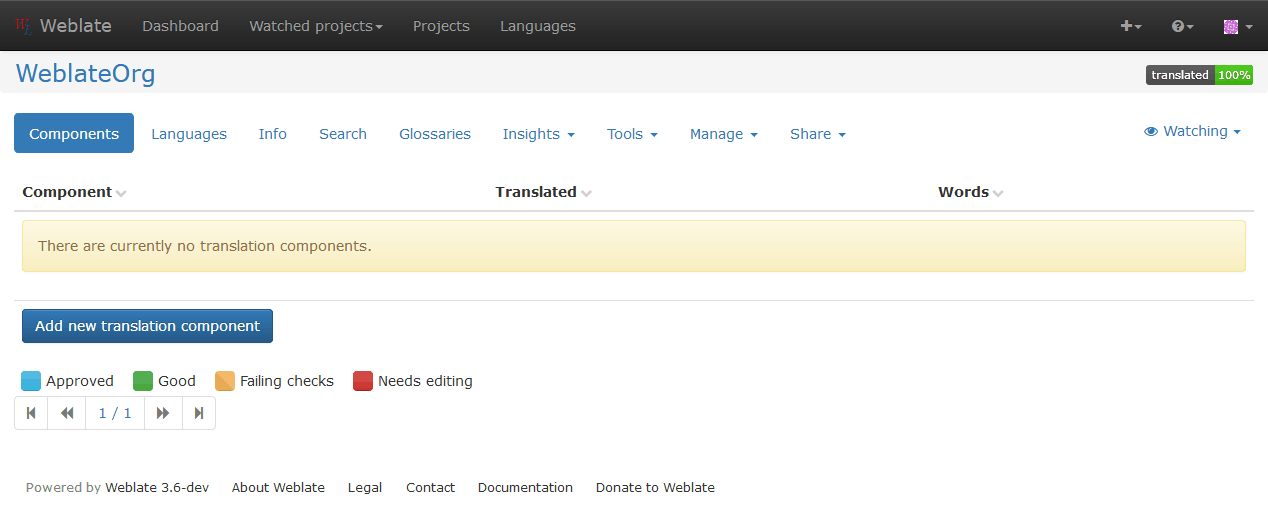 Weblate Dashboard Watched projects Projects Languages
WeblateOrg translated 100%
Components Languages Info Search Glossaries Insights Tools Manage Share Watching
Component Translated Words
There are currently no translation components.
Add new translation component
Approved Good Failing checks Needs editing
1 / 1
Powered by Weblate 3.6-dev About Weblate Legal Contact Documentation Donate to Weblate